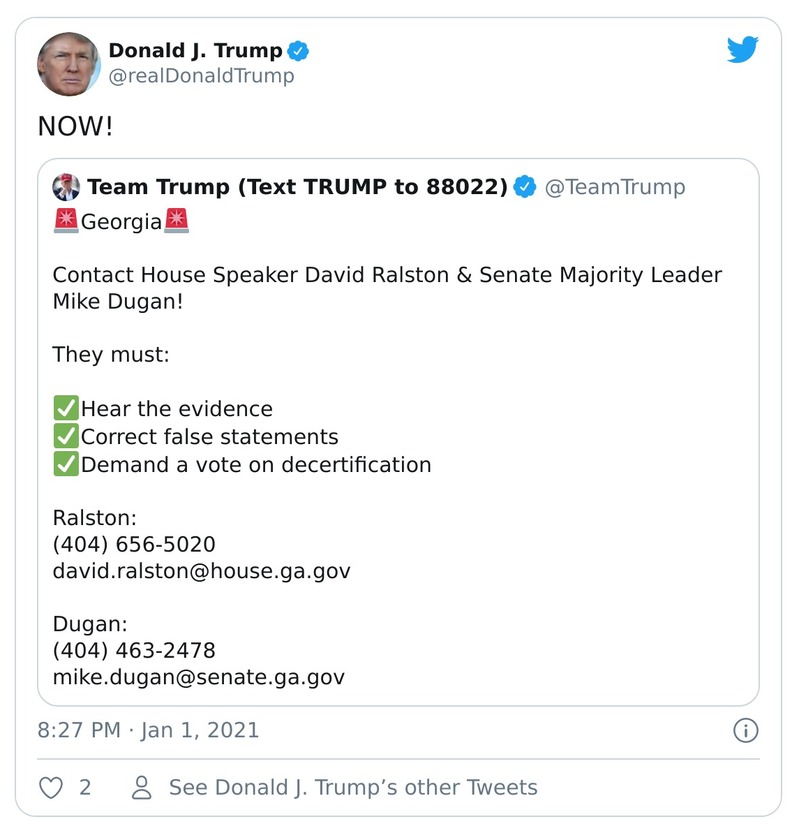 Donald J. Trump
@realDonaldTrump
NOW!
Team Trump (Text TRUMP to 88022) @TeamTrump
🚨Georgia🚨
Contact House Speaker David Ralston & Senate Majority Leader
Mike Dugan!
They must:
✅Hear the evidence
✅Correct false statements
✅Demand a vote on decertification
Ralston:
(404) 656-5020
david.ralston@house.ga.gov
Dugan:
(404) 463-2478
mike.dugan@senate.ga.gov
8:27 PM · Jan 1, 2021
2 See Donald J. Trump’s other Tweets